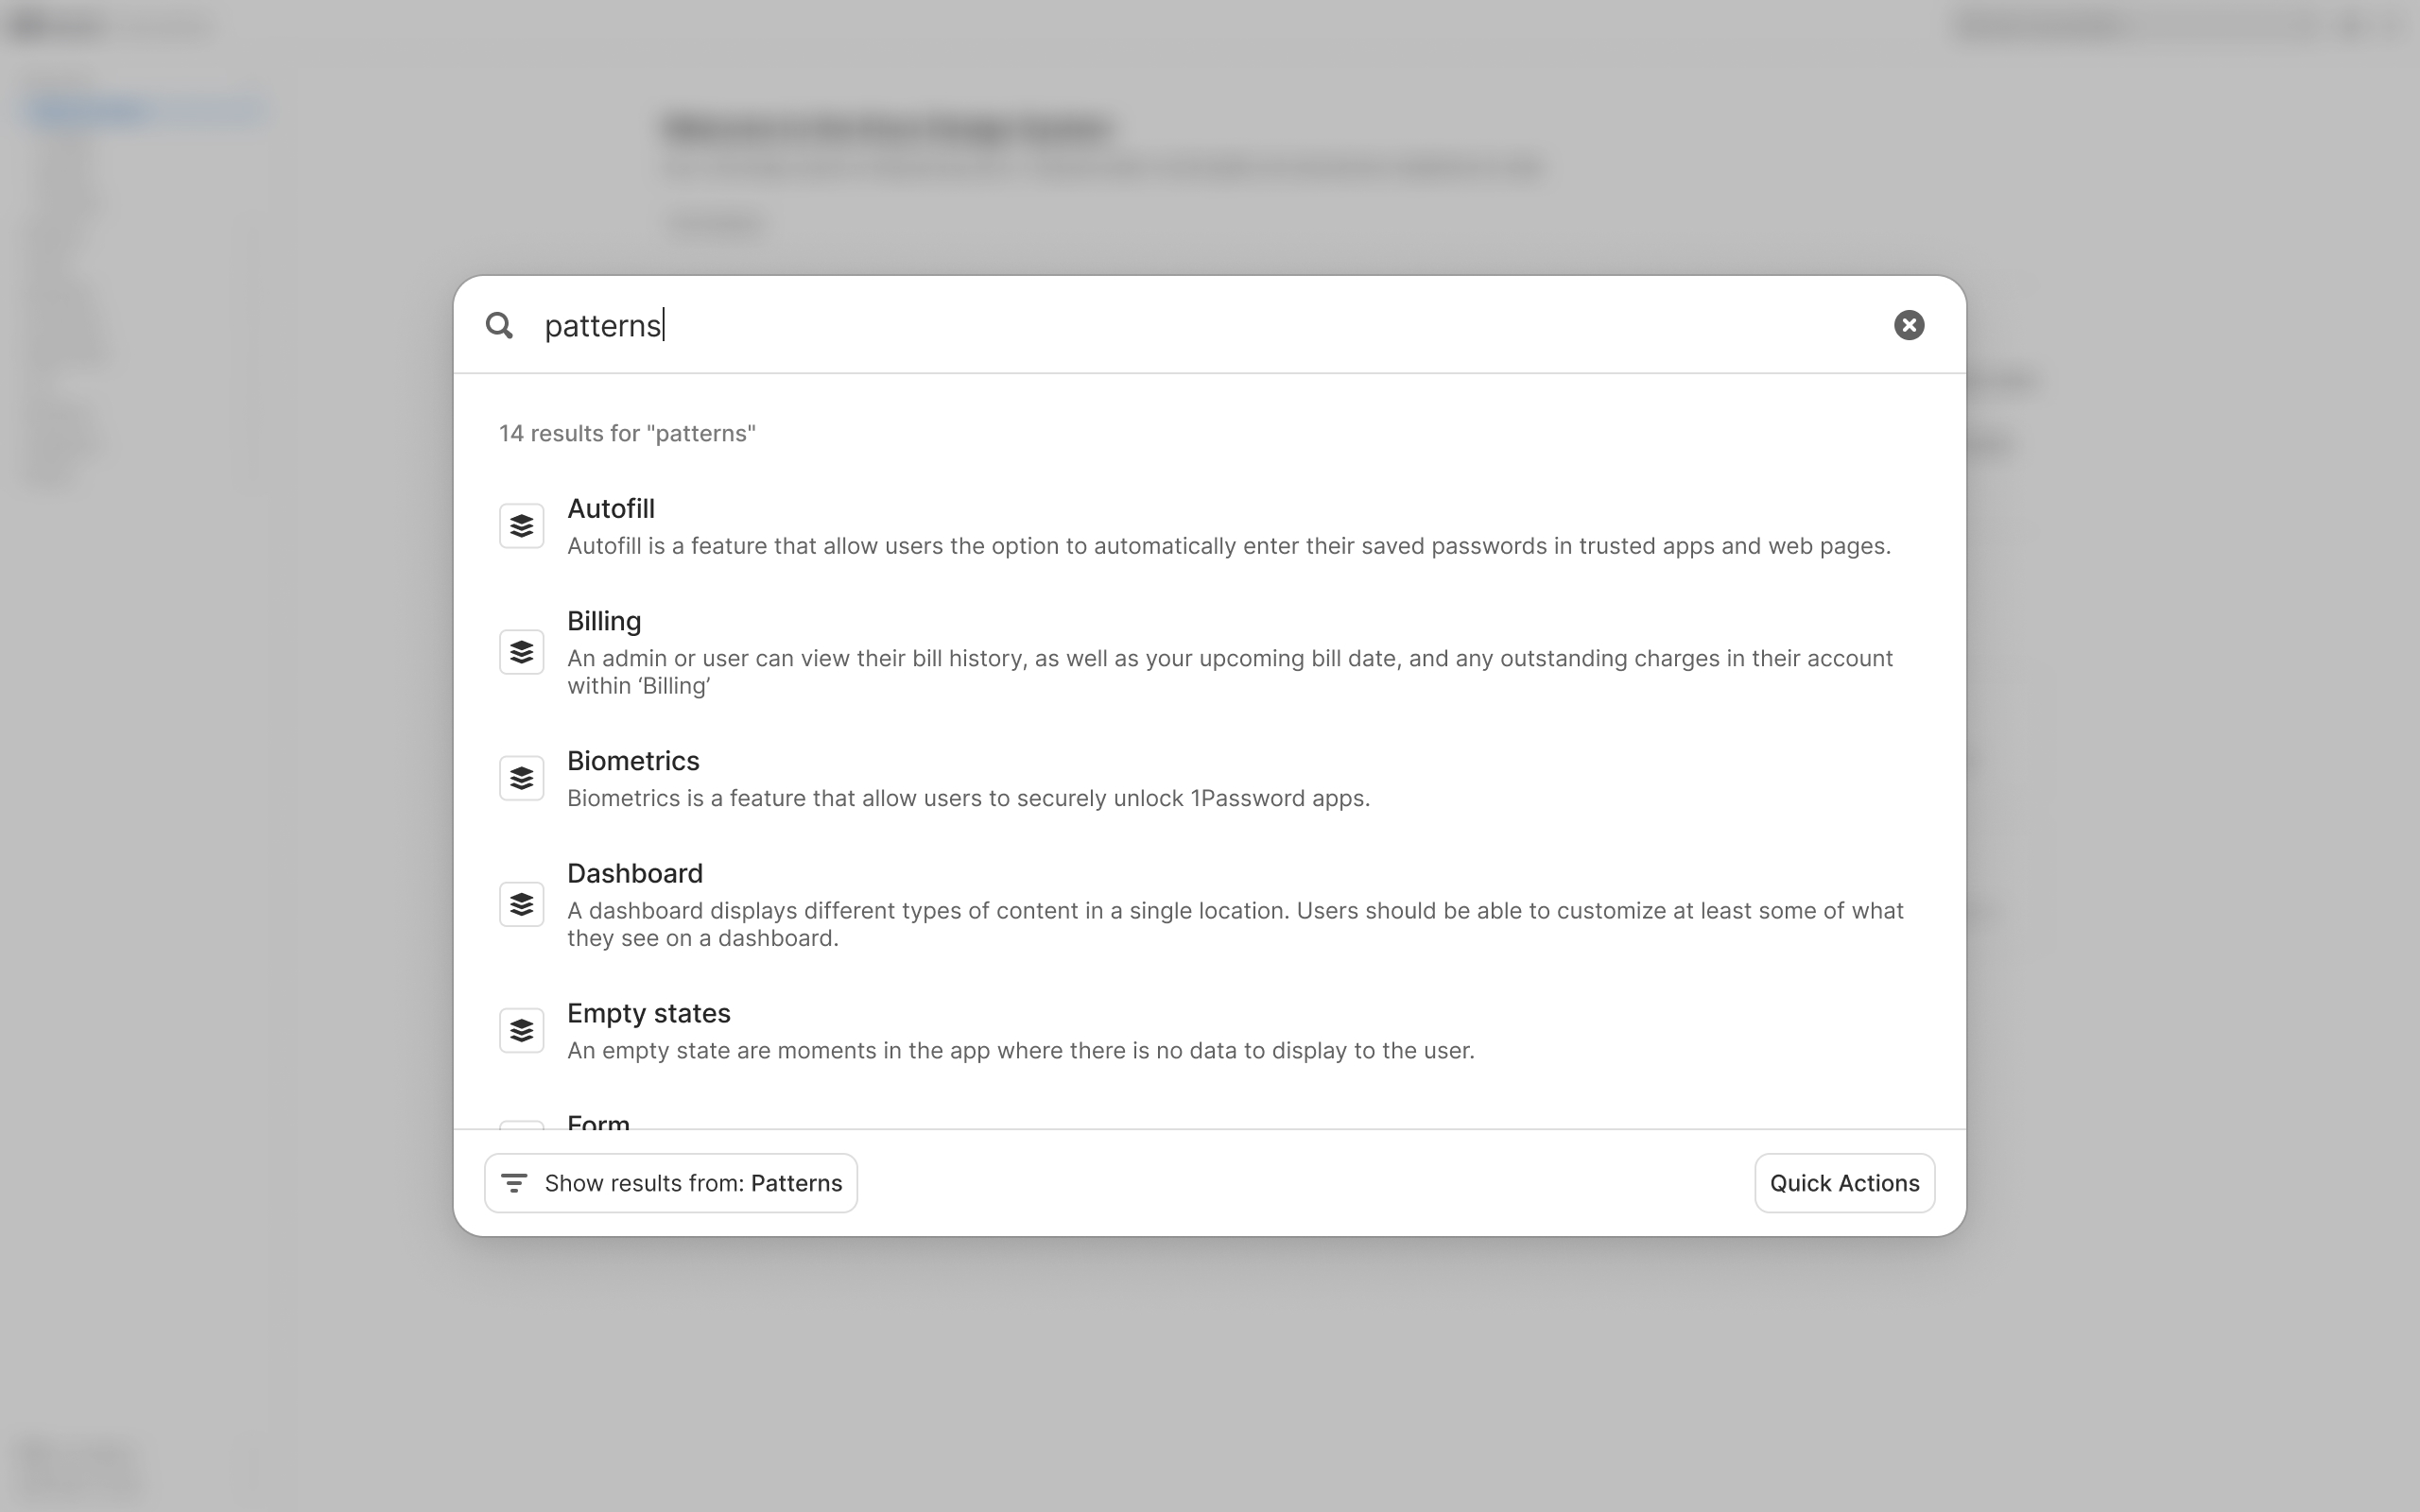 patterns
14 results for "patterns"
Autofill
Autofill is a feature that allow users the option to automatically enter their saved passwords in trusted apps and web pages.
Billing
An admin or user can view their bill history, as well as your upcoming bill date, and any outstanding charges in their account
within ‘Billing’
Biometrics
Biometrics is a feature that allow users to securely unlock 1Password apps.
Dashboard
A dashboard displays different types of content in a single location. Users should be able to customize at least some of what
they see on a dashboard.
Empty states
An empty state are moments in the app where there is no data to display to the user.
Form
Show results from: Patterns
Quick Actions